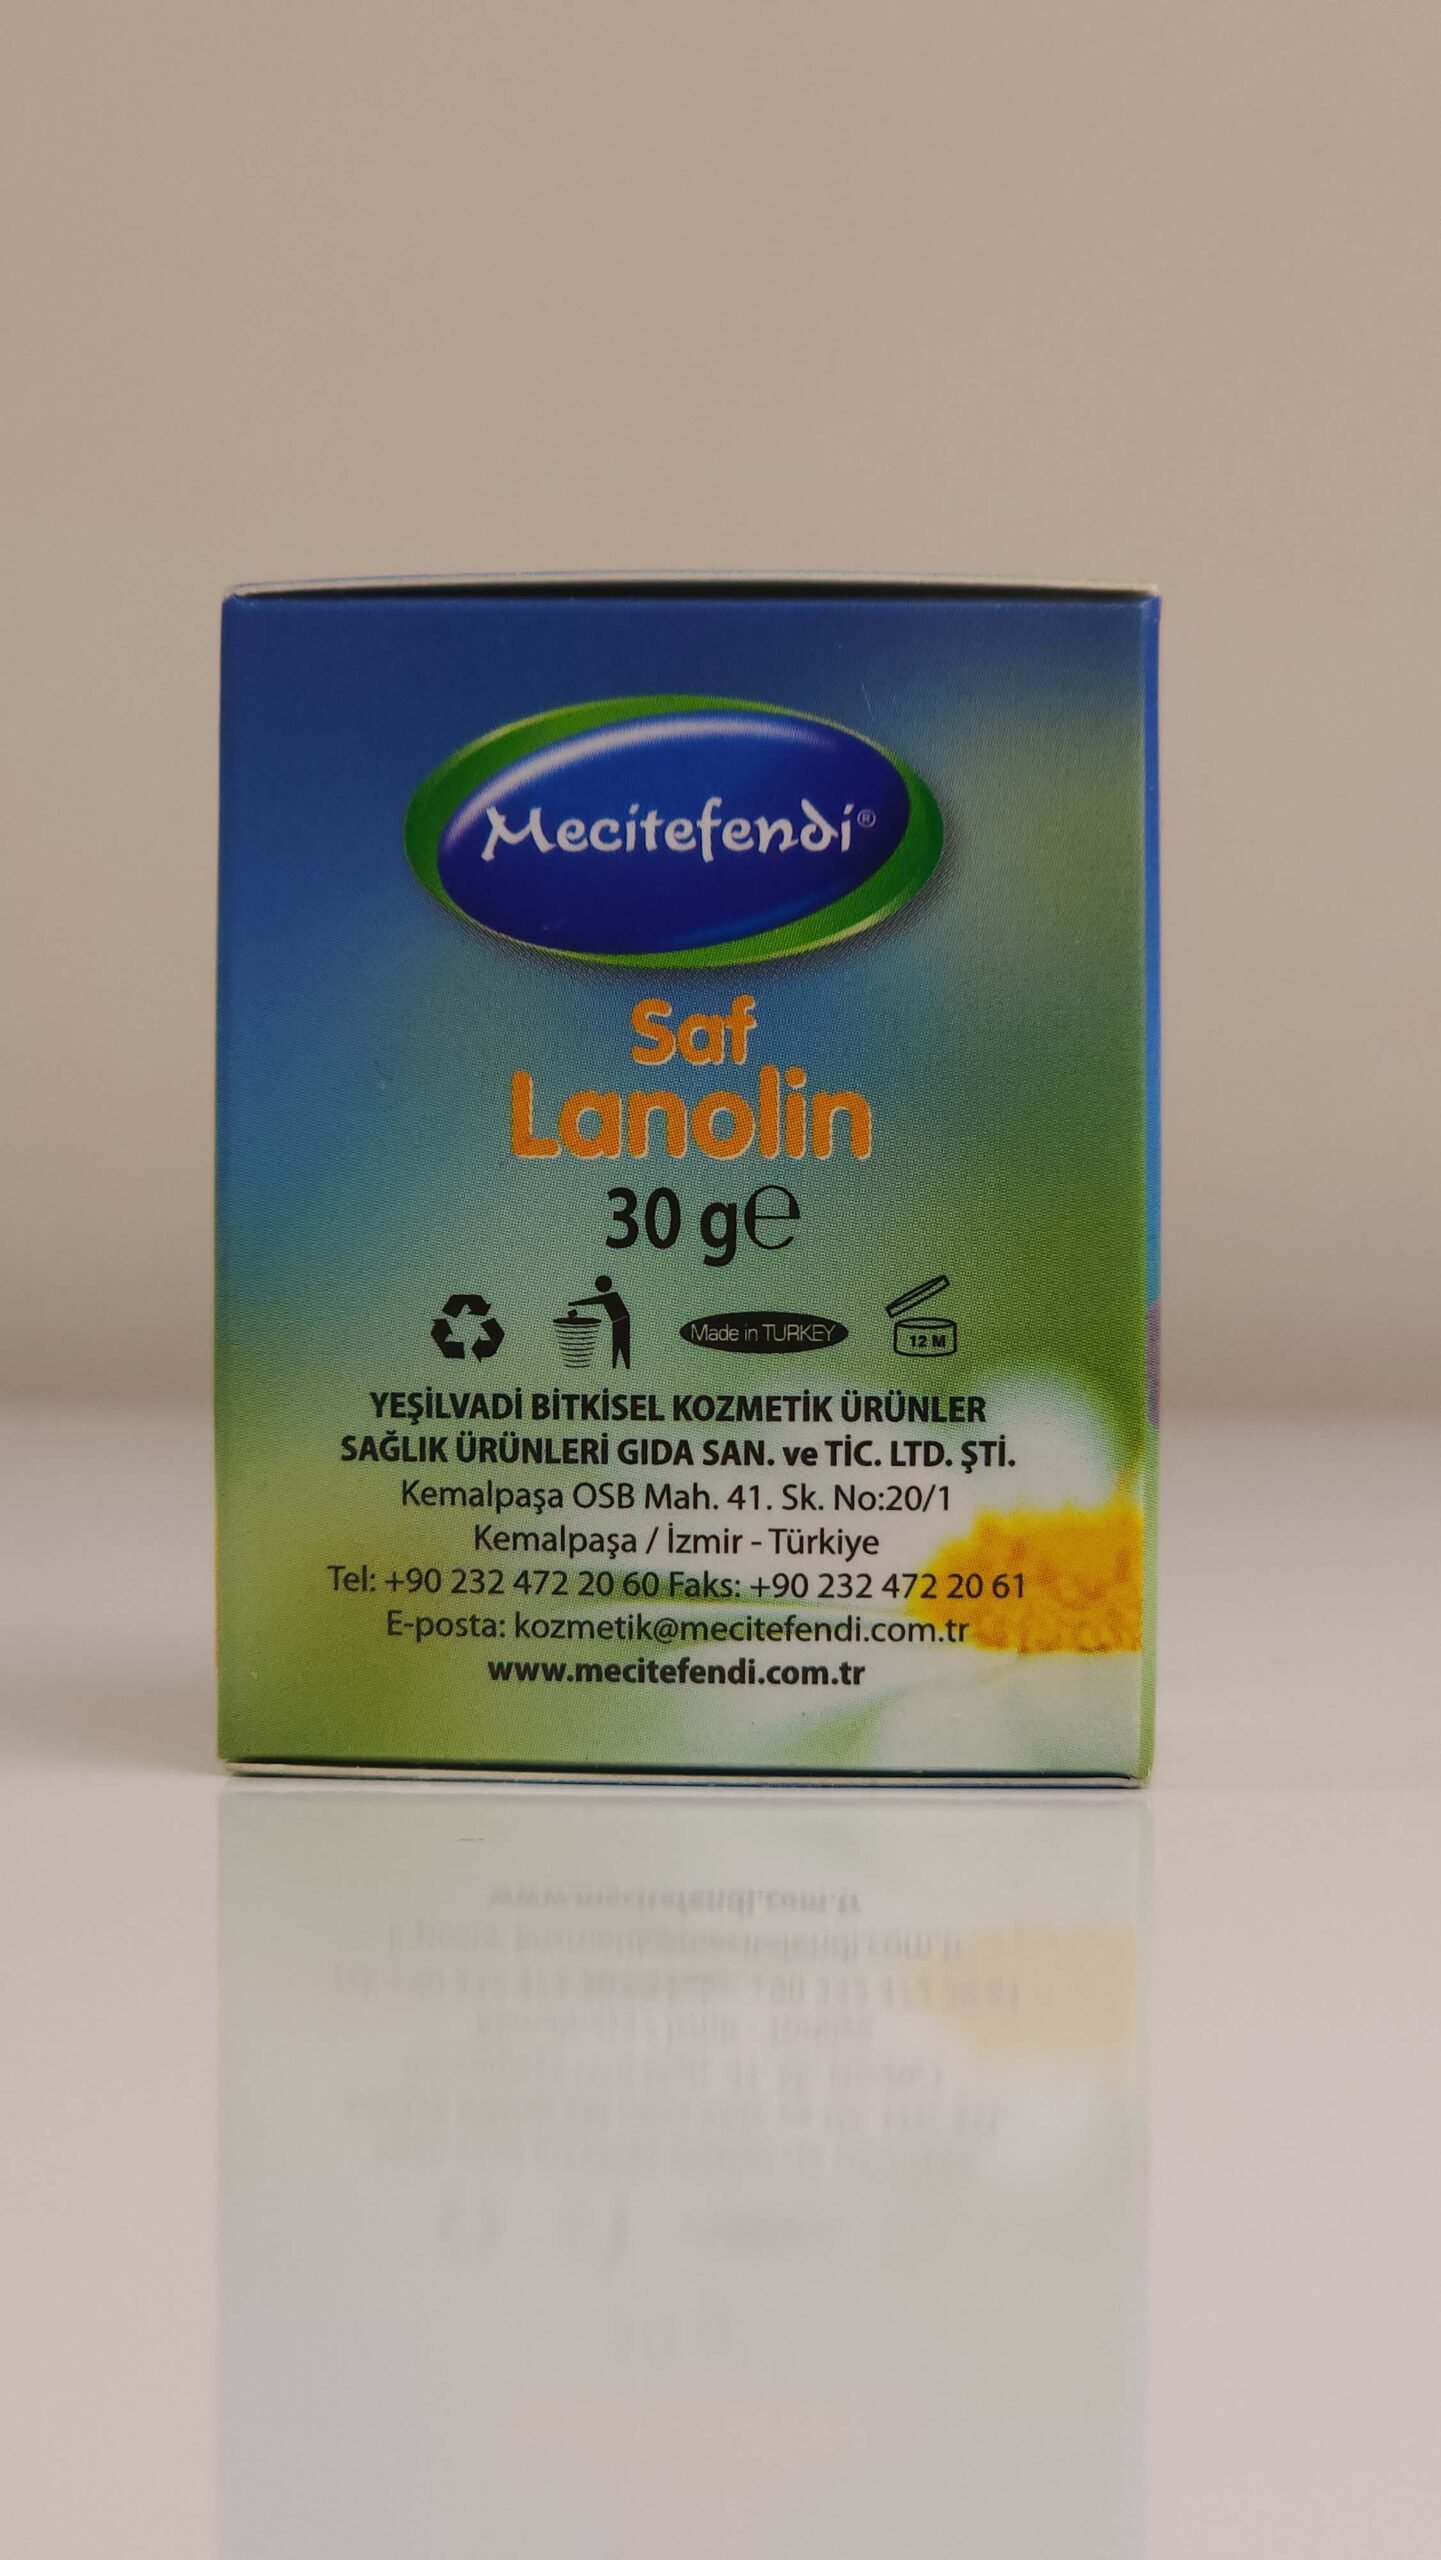 Mecitefendi®
Saf
Lanolin
30 g℮
Made in TURKEY
12 M
YEŞİLVADİ BİTKİSEL KOZMETİK ÜRÜNLER
SAĞLIK ÜRÜNLERİ GIDA SAN. ve TİC. LTD. ŞTİ.
Kemalpaşa OSB Mah. 41. Sk. No:20/1
Kemalpaşa / İzmir - Türkiye
Tel: +90 232 472 20 60 Faks: +90 232 472 20 61
E-posta: kozmetik@mecitefendi.com.tr
www.mecitefendi.com.tr